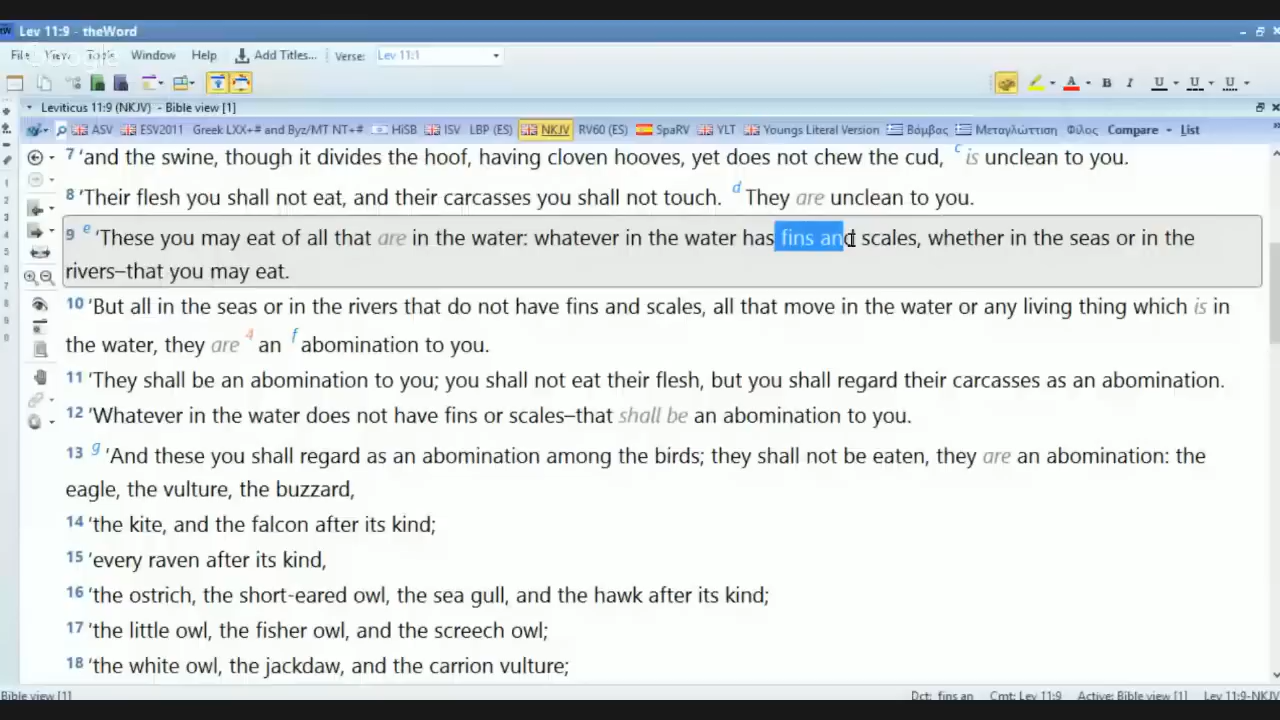 Lev 11:9 - theWord
File View Tools Window Help Add Titles... Verse: Lev 11:1
Google
Leviticus 11:9 (NKJV) - Bible view [1]
ASV ESV2011 Greek LXX+# and Byz/MT NT+# HiSB ISV LBP (ES) NKJV RV60 (ES) SpaRV YLT Youngs Literal Version Βάμβας Μεταγλώττιση Φίλος Compare List
7 'and the swine, though it divides the hoof, having cloven hooves, yet does not chew the cud, c is unclean to you.
8 'Their flesh you shall not eat, and their carcasses you shall not touch. d They are unclean to you.
9 e 'These you may eat of all that are in the water: whatever in the water has fins and scales, whether in the seas or in the
rivers–that you may eat.
10 'But all in the seas or in the rivers that do not have fins and scales, all that move in the water or any living thing which is in
the water, they are 4 an f abomination to you.
11 'They shall be an abomination to you; you shall not eat their flesh, but you shall regard their carcasses as an abomination.
12 'Whatever in the water does not have fins or scales–that shall be an abomination to you.
13 g 'And these you shall regard as an abomination among the birds; they shall not be eaten, they are an abomination: the
eagle, the vulture, the buzzard,
14 'the kite, and the falcon after its kind;
15 'every raven after its kind,
16 'the ostrich, the short-eared owl, the sea gull, and the hawk after its kind;
17 'the little owl, the fisher owl, and the screech owl;
18 'the white owl, the jackdaw, and the carrion vulture;
Bible view [1] Dct: fins an Cmt: Lev 11:9 Active: Bible view [1] Lev 11:9-NKJV